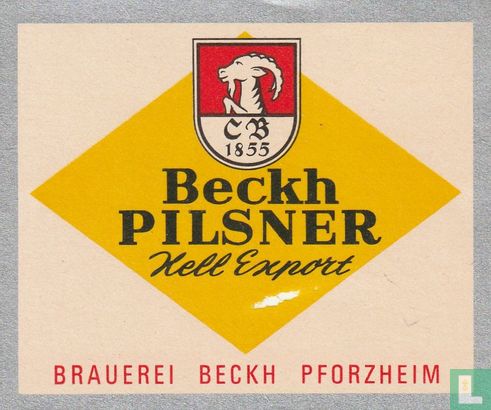 CB
1855
Beckh
PILSNER
Hell Export
BRAUEREI BECKH PFORZHEIM